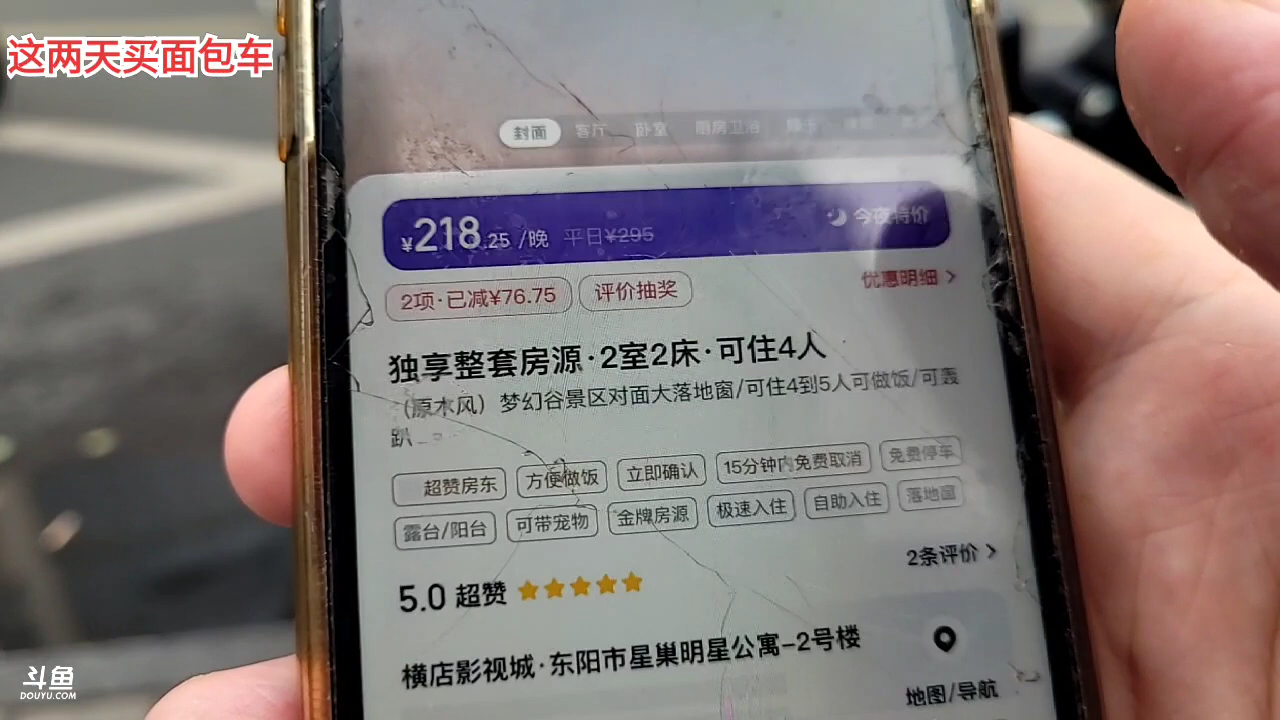 这两天买面包车
封面 客厅 卧室 厨房卫浴
¥218.25 /晚 平日¥295 今夜特价
2项·已减¥76.75 评价抽奖 优惠明细 >
独享整套房源·2室2床·可住4人
（原木风）梦幻谷景区对面大落地窗/可住4到5人可做饭/可轰
趴
超赞房东 方便做饭 立即确认 15分钟内免费取消 免费停车
露台/阳台 可带宠物 金牌房源 极速入住 自助入住 落地窗
2条评价 >
5.0 超赞
横店影视城·东阳市星巢明星公寓-2号楼
地图/导航
斗鱼
DOUYU.COM